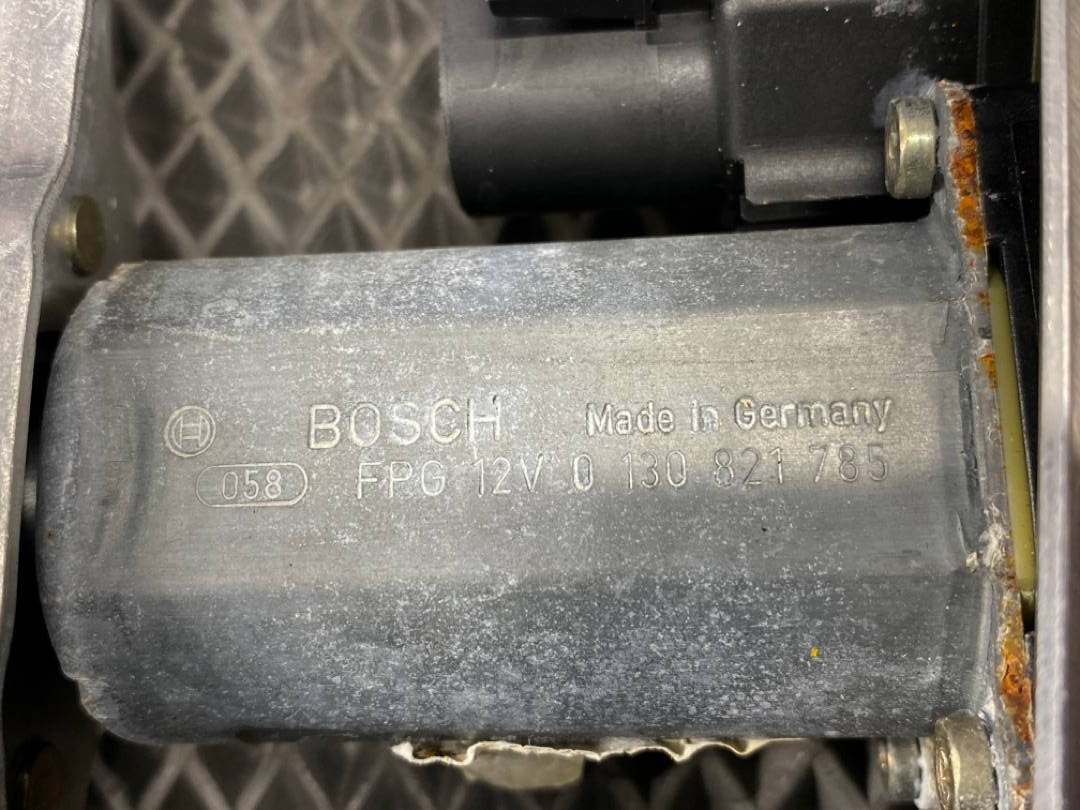 BOSCH Made in Germany
058 FPG 12V 0 130 821 785